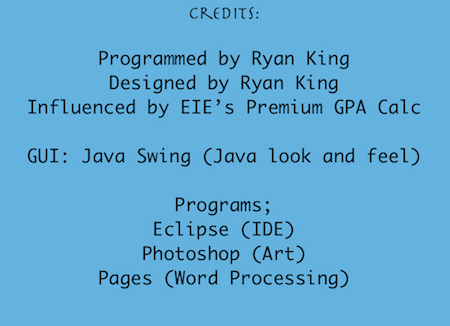 CREDITS:
Programmed by Ryan King
Designed by Ryan King
Influenced by EIE’s Premium GPA Calc
GUI: Java Swing (Java look and feel)
Programs;
Eclipse (IDE)
Photoshop (Art)
Pages (Word Processing)